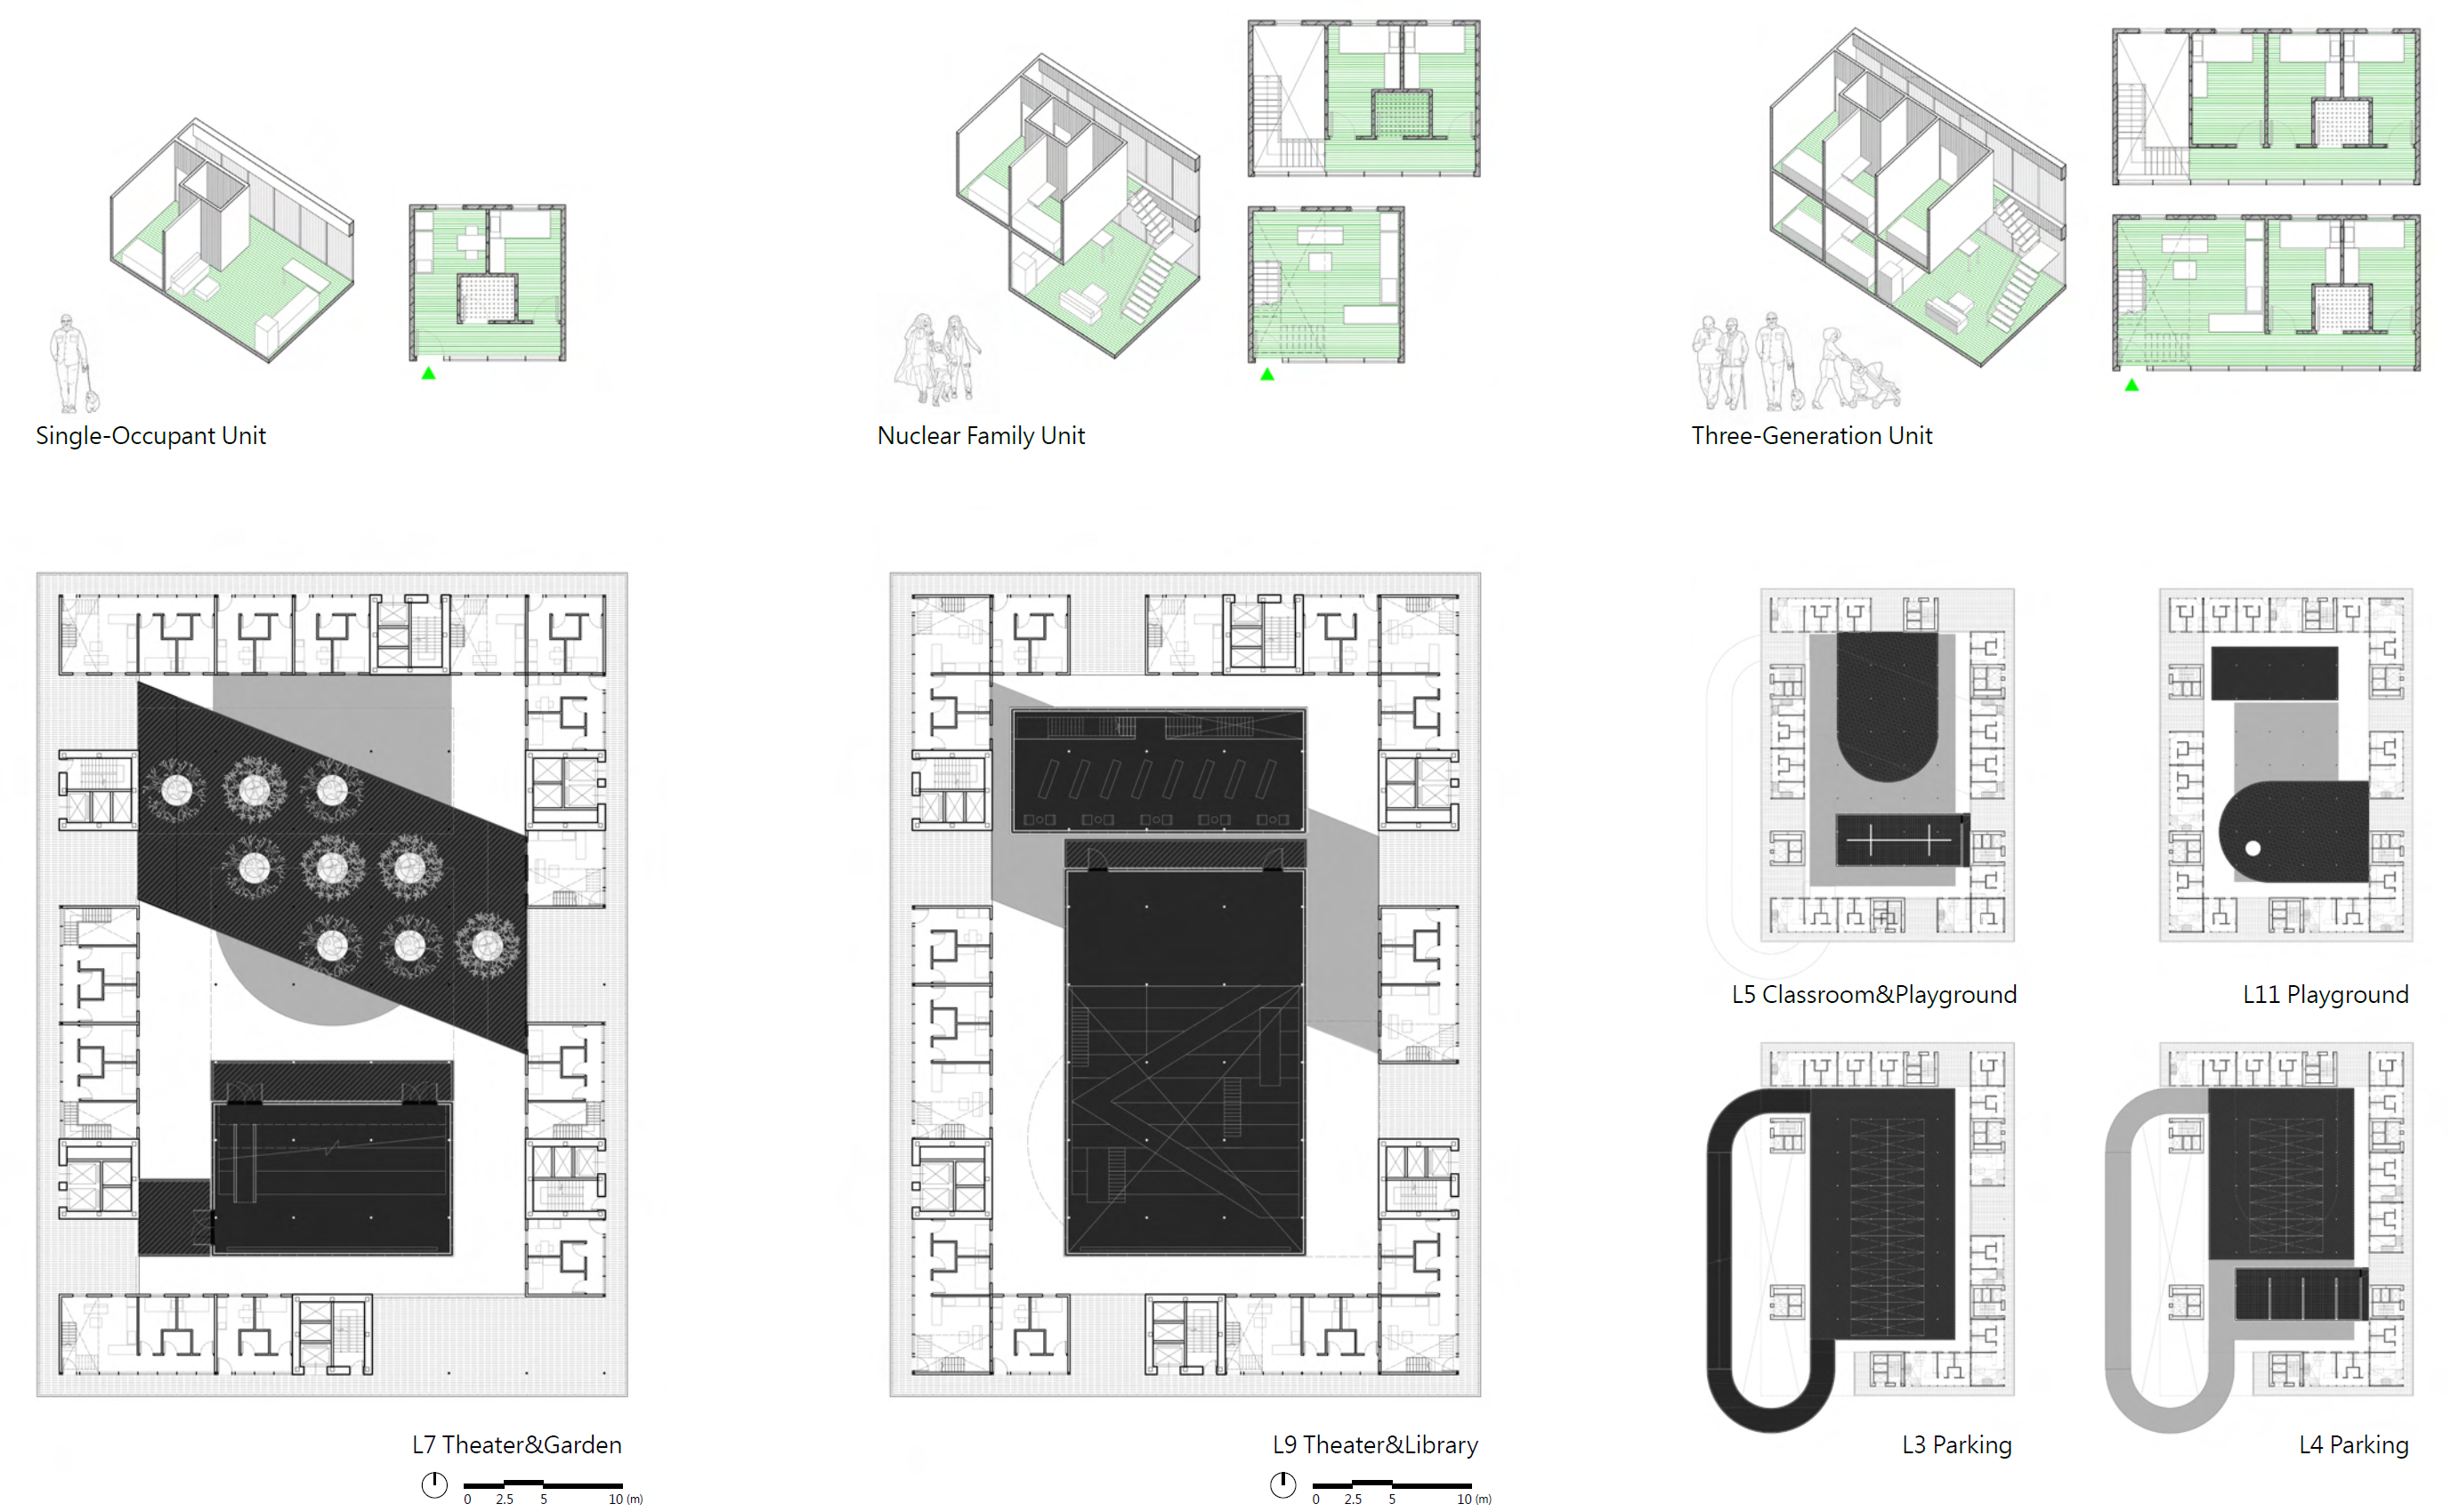 Single-Occupant Unit
Nuclear Family Unit
Three-Generation Unit
L5 Classroom&Playground
L11 Playground
L7 Theater&Garden
L9 Theater&Library
L3 Parking
L4 Parking
0 2.5 5 10 (m)
0 2.5 5 10 (m)